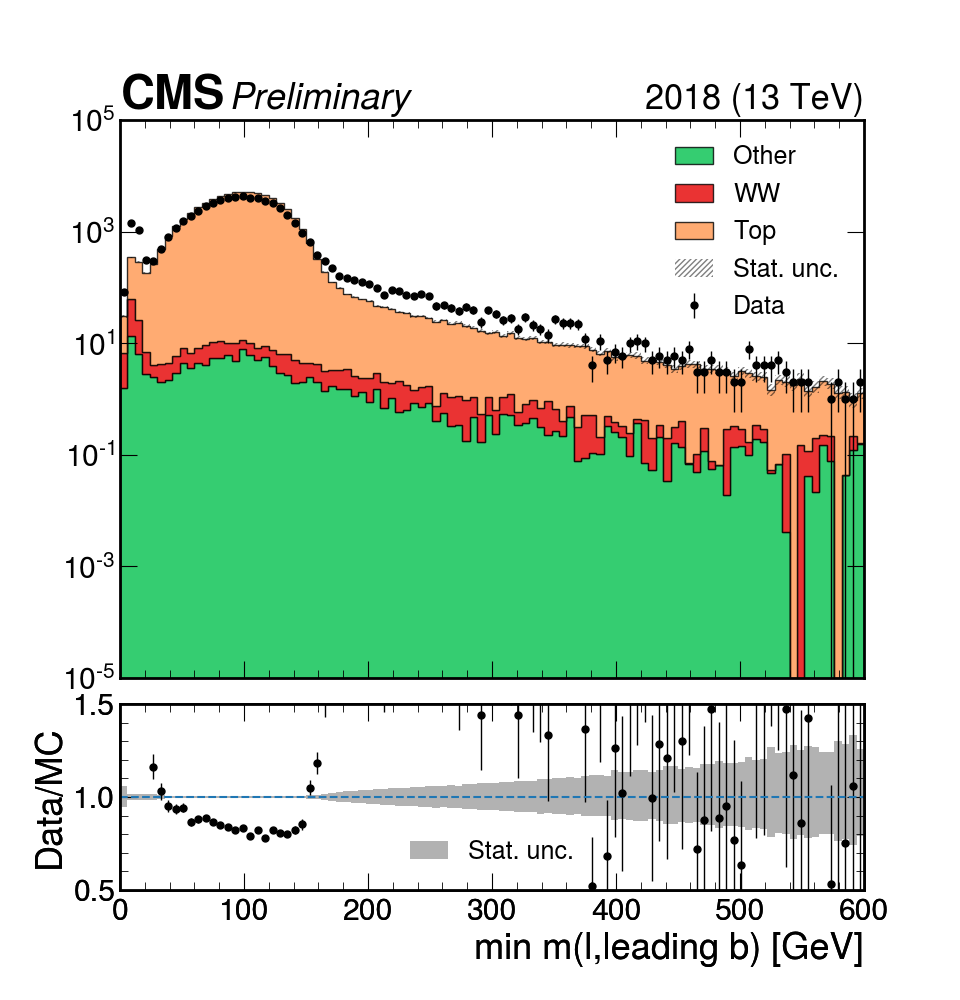 CMS Preliminary 2018 (13 TeV)
10^5
10^3
10^1
10^-1
10^-3
10^-5
Other
WW
Top
Stat. unc.
Data
Data/MC
1.5
1.0
0.5
Stat. unc.
0 100 200 300 400 500 600
min m(l,leading b) [GeV]